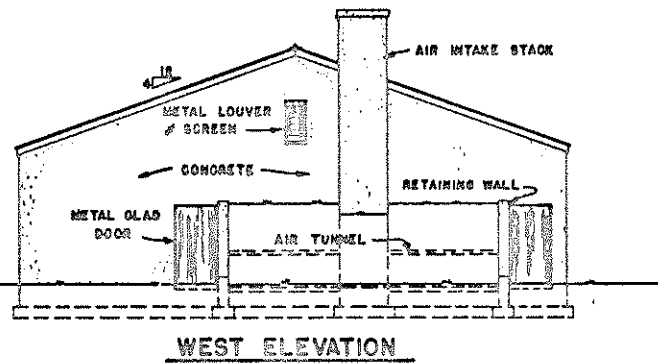 AIR INTAKE STACK
12
4
METAL LOUVER
& SCREEN
CONCRETE
RETAINING WALL
METAL CLAD
DOOR
AIR TUNNEL
WEST ELEVATION